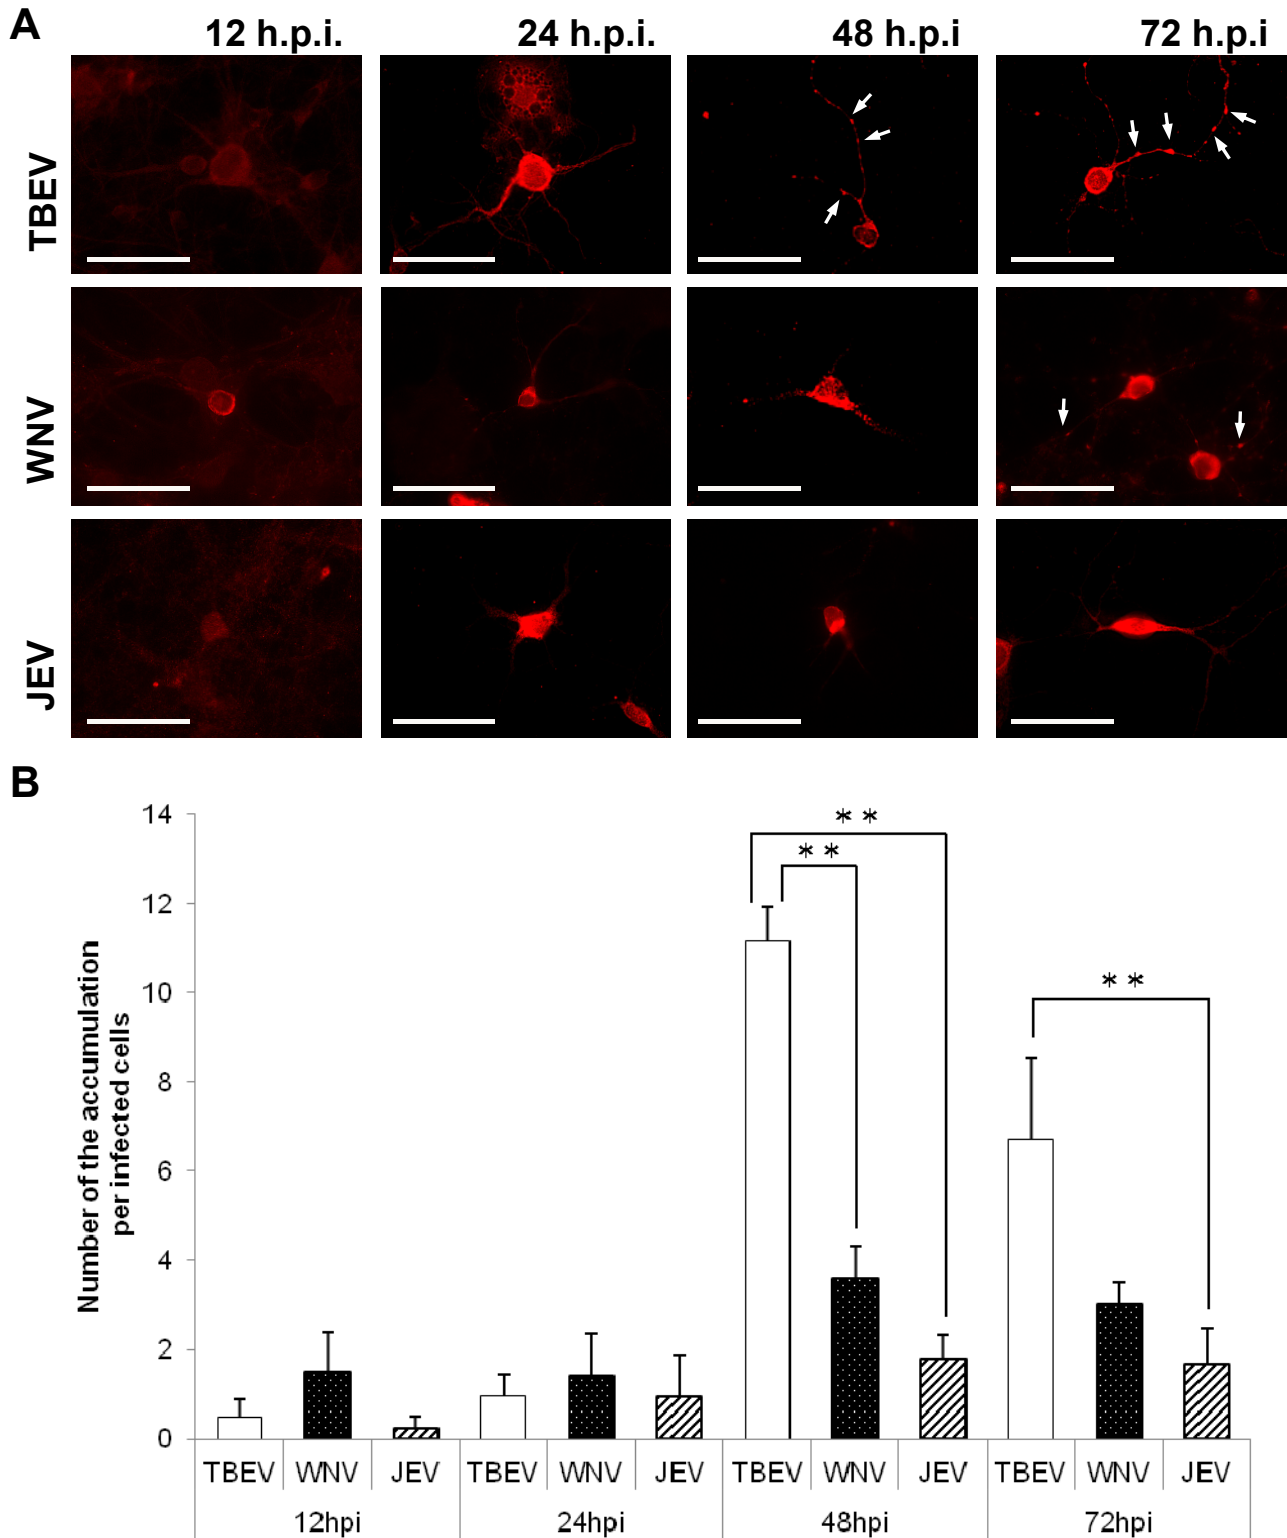 A
12 h.p.i.
24 h.p.i.
48 h.p.i
72 h.p.i
TBEV
WNV
JEV
B
Number of the accumulation
per infected cells
14
12
10
8
6
4
2
0
** 
**
**
TBEV WNV JEV TBEV WNV JEV TBEV WNV JEV TBEV WNV JEV
12hpi 24hpi 48hpi 72hpi